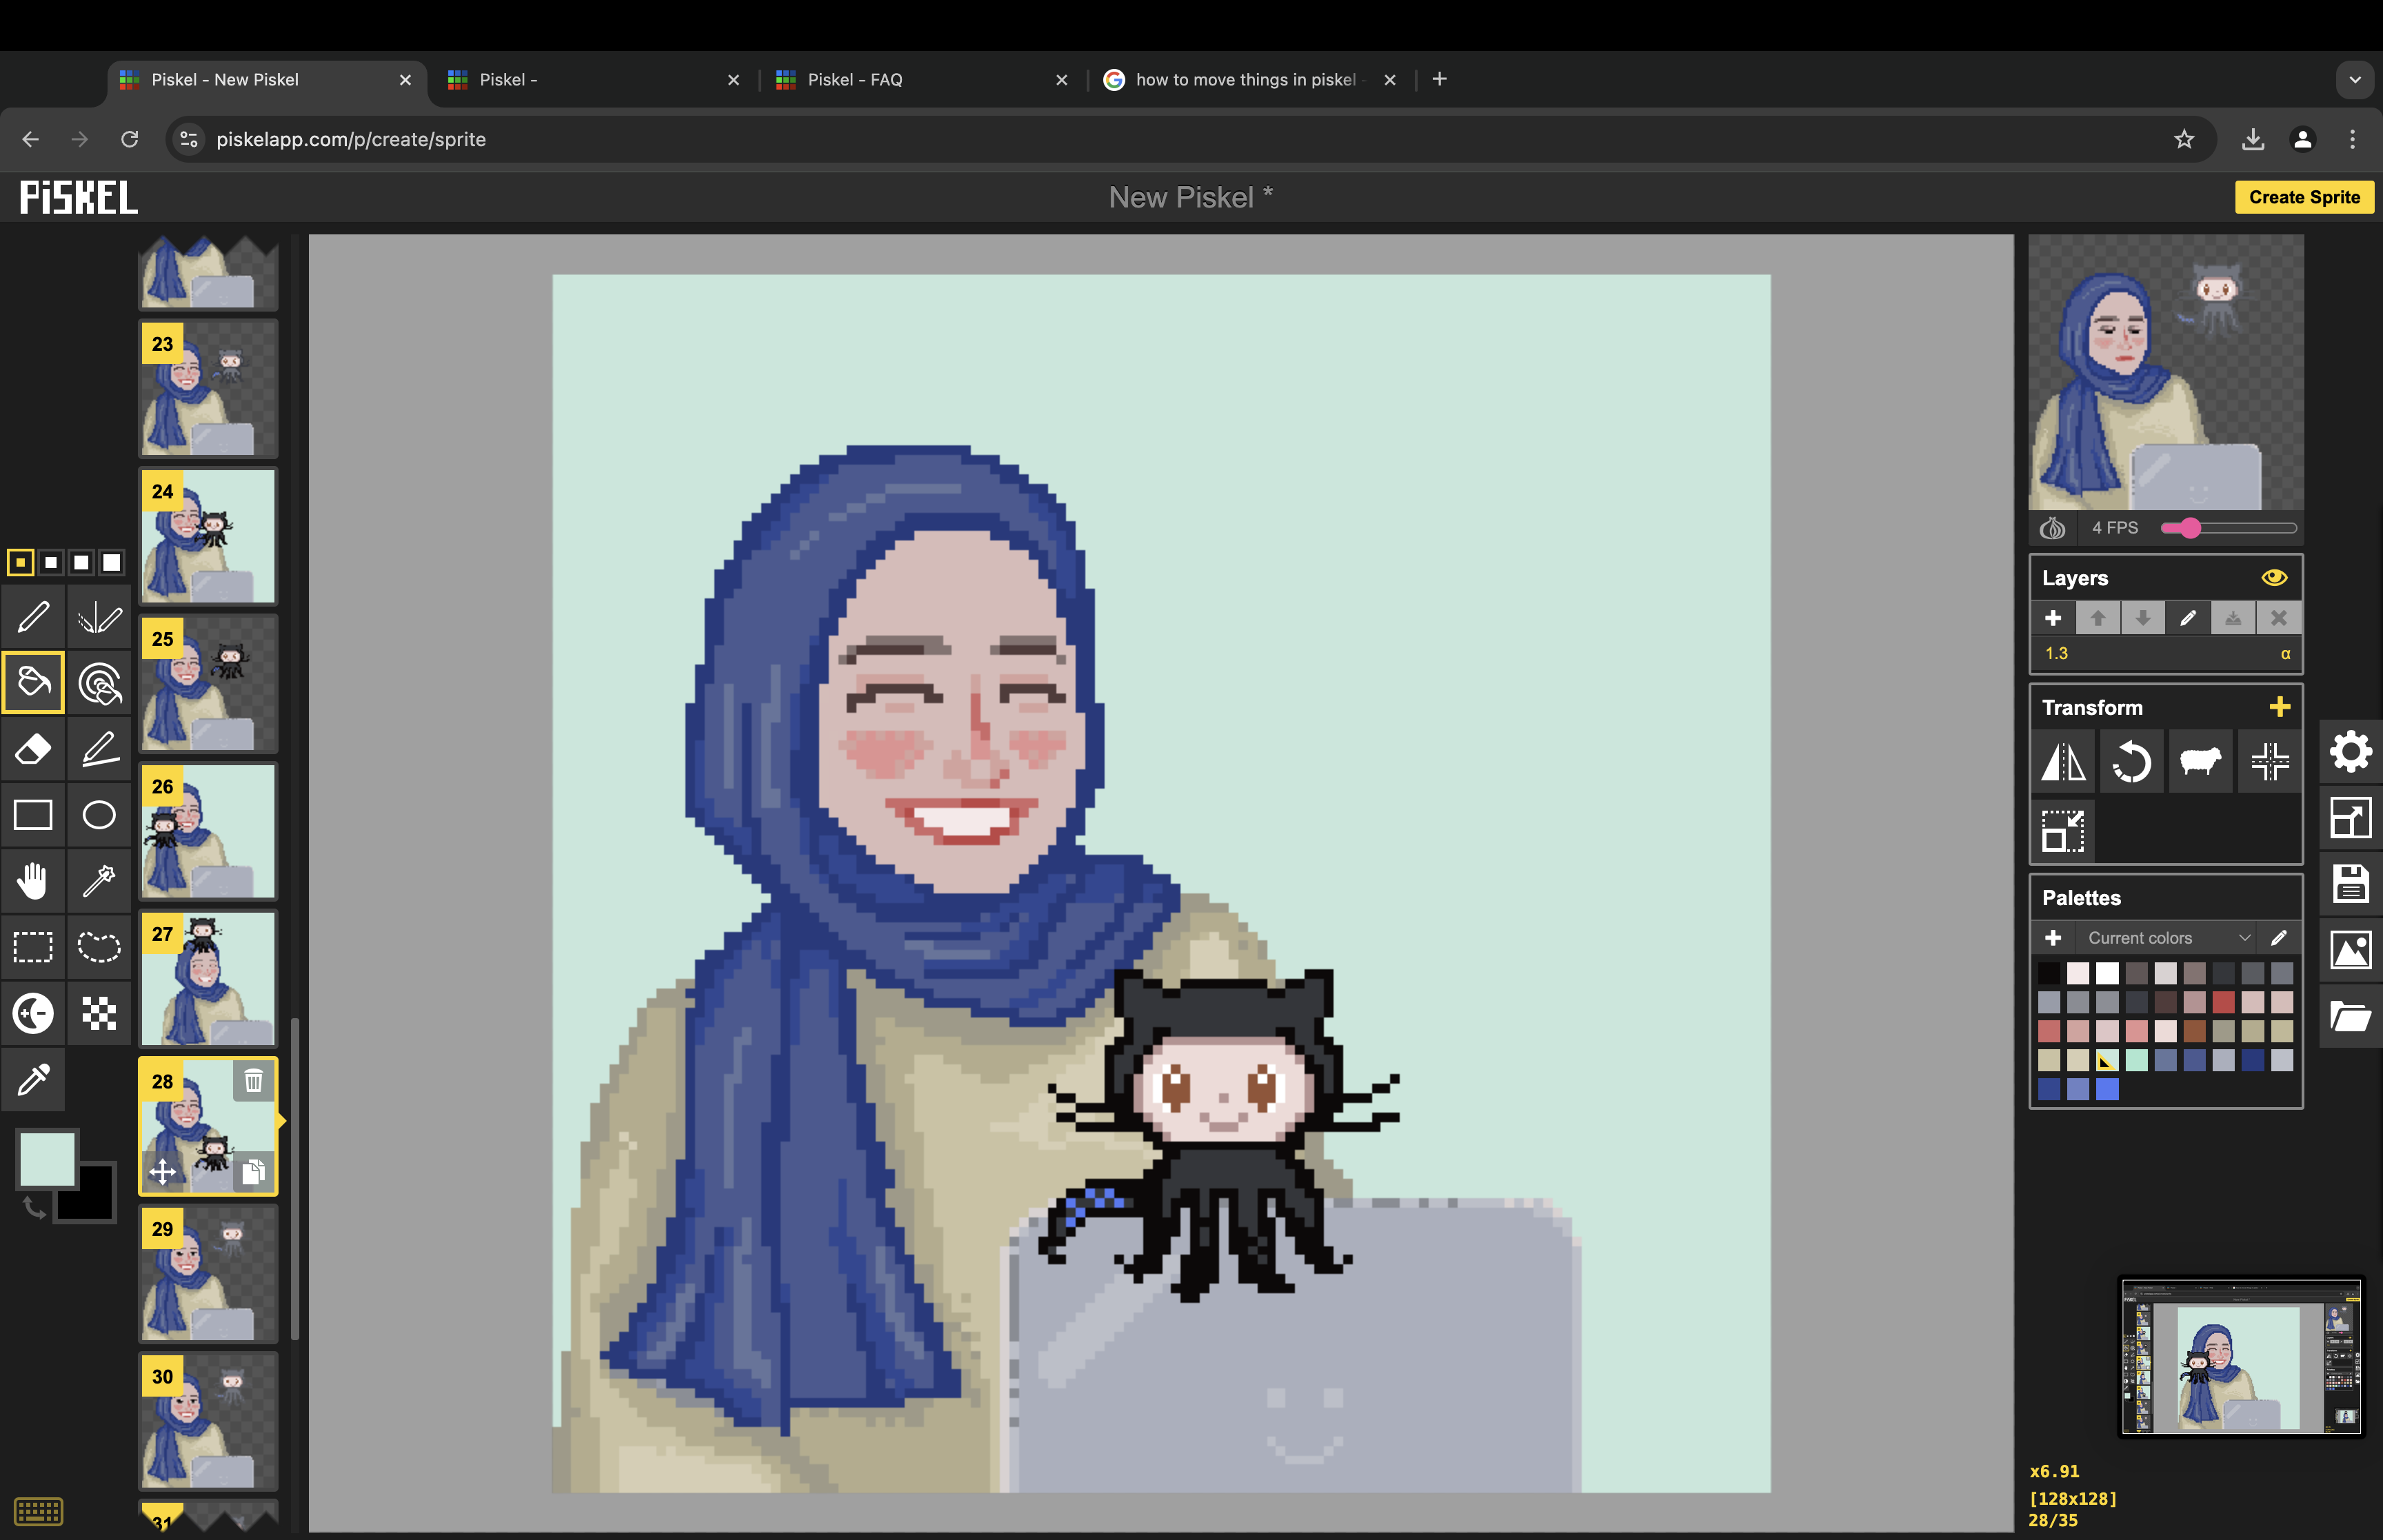 Piskel - New Piskel
Piskel -
Piskel - FAQ
how to move things in piskel -
piskelapp.com/p/create/sprite
PISKEL
New Piskel *
Create Sprite
23
24
25
26
27
28
29
30
31
4 FPS
Layers
1.3
α
Transform
Palettes
Current colors
x6.91
[128x128]
28/35